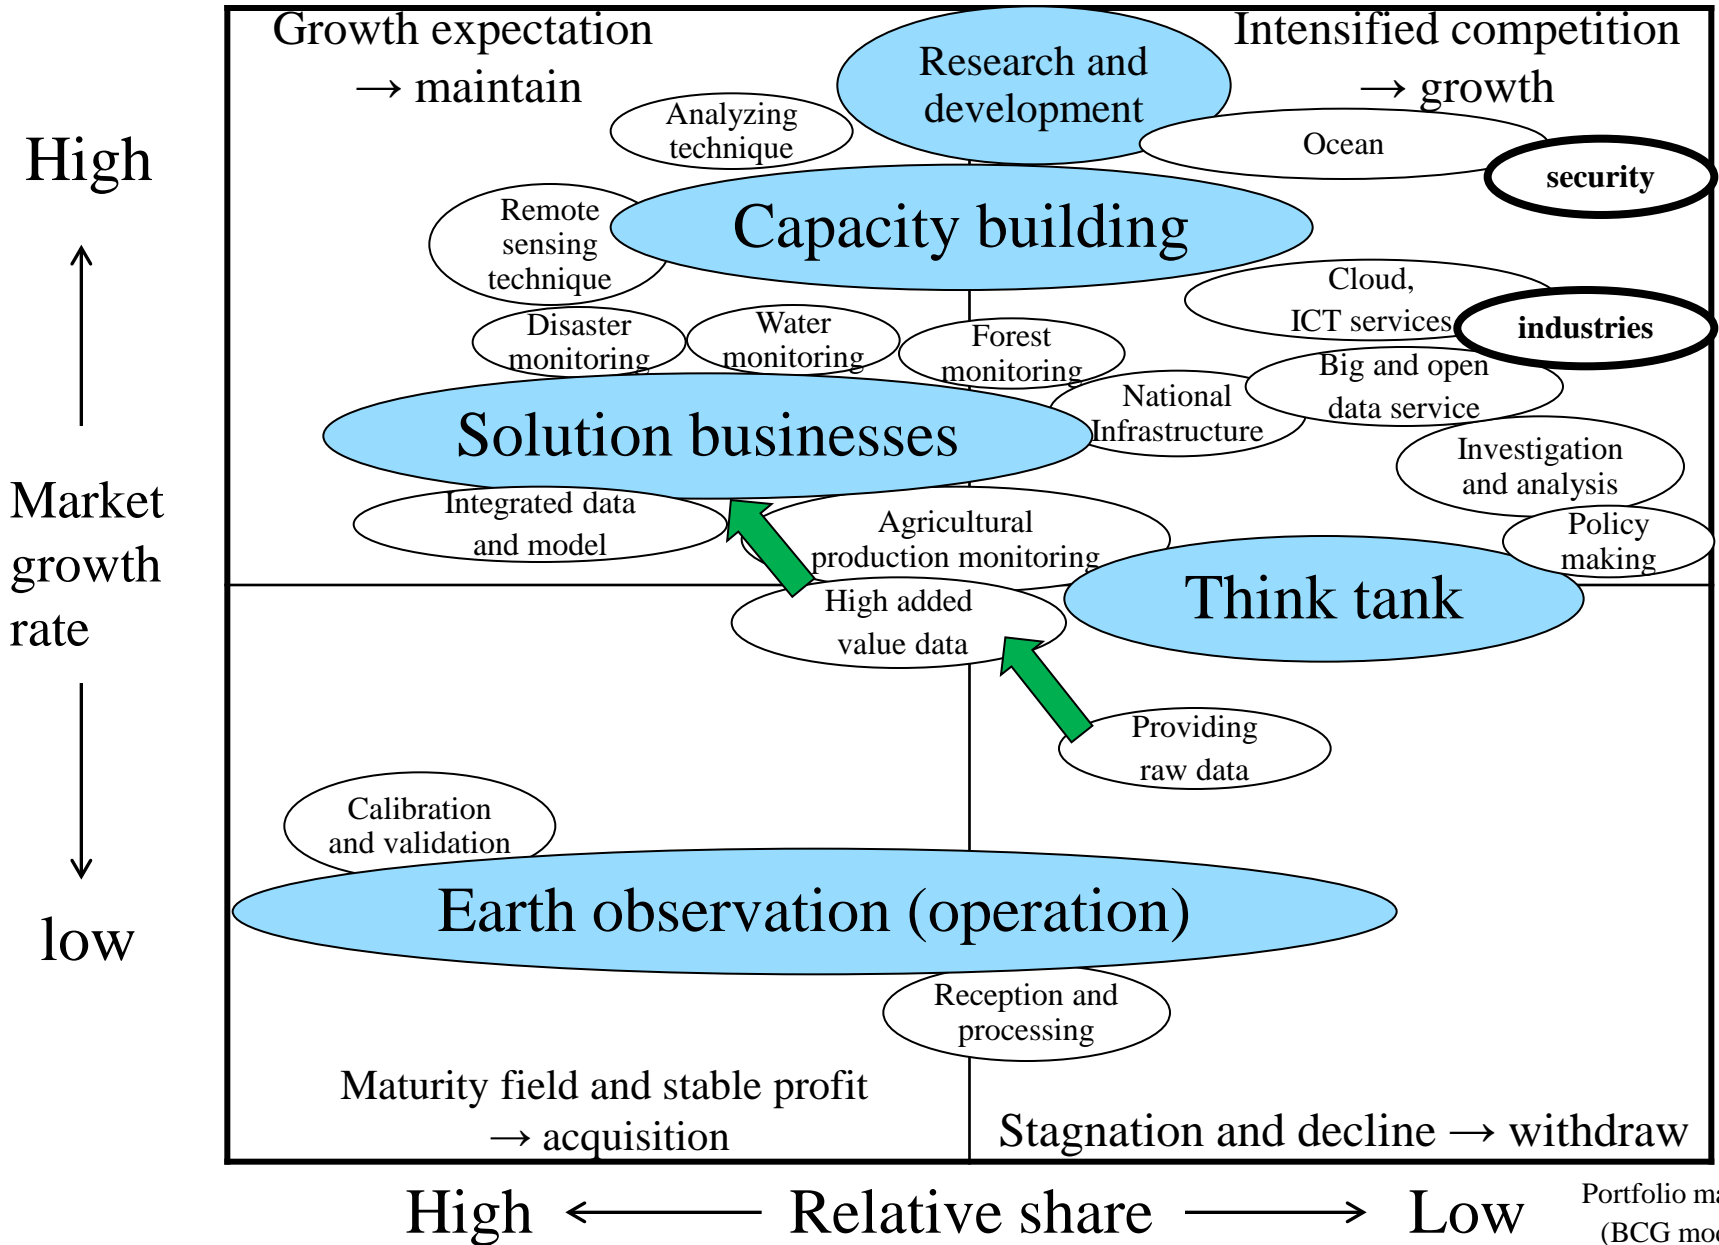 Growth expectation
→ maintain
Intensified competition
→ growth
Research and
development
Analyzing
technique
Ocean
security
High
Remote
sensing
technique
Capacity building
Cloud,
ICT services
industries
Disaster
monitoring
Water
monitoring
Forest
monitoring
Big and open
data service
National
Infrastructure
Solution businesses
Investigation
and analysis
Market
growth
rate
Integrated data
and model
Agricultural
production monitoring
Policy
making
Think tank
High added
value data
Providing
raw data
Calibration
and validation
Earth observation (operation)
low
Reception and
processing
Maturity field and stable profit
→ acquisition
Stagnation and decline → withdraw
High ← Relative share → Low
Portfolio
(BCG